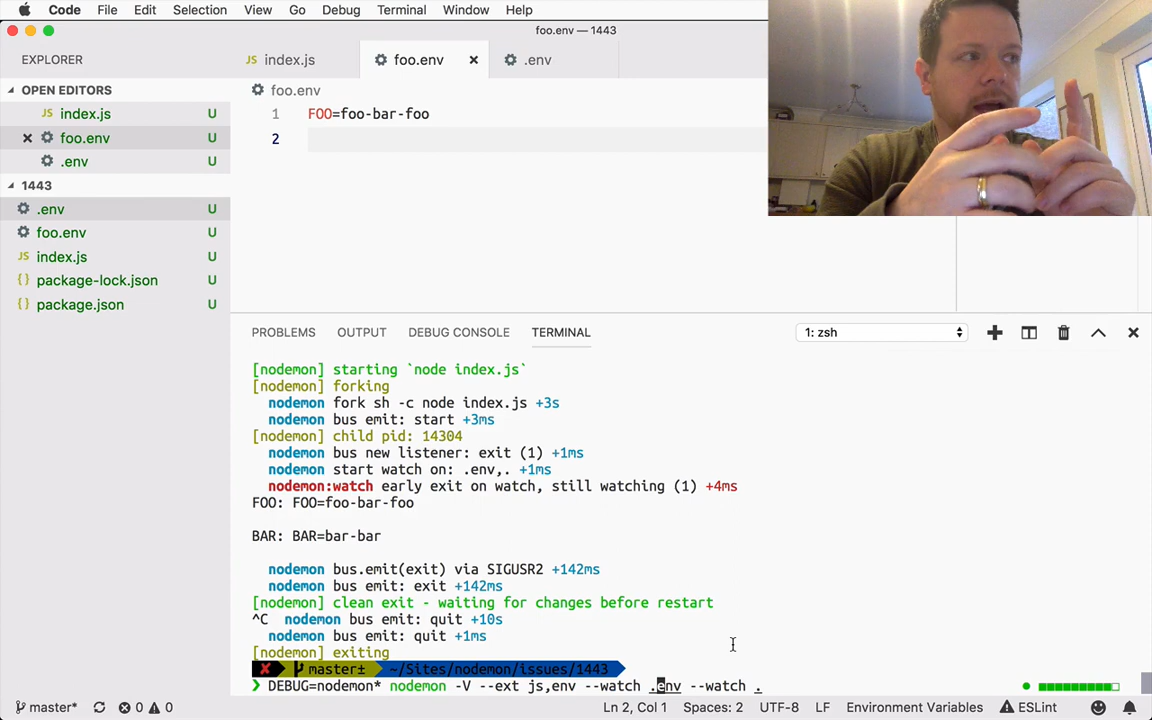 Code File Edit Selection View Go Debug Terminal Window Help
foo.env — 1443
EXPLORER
JS index.js foo.env .env
OPEN EDITORS
foo.env
JS index.js U
1 FOO=foo-bar-foo
foo.env U
2
.env U
1443
.env U
foo.env U
JS index.js U
{} package-lock.json U
{} package.json U
PROBLEMS OUTPUT DEBUG CONSOLE TERMINAL 1: zsh
[nodemon] starting `node index.js`
[nodemon] forking
nodemon fork sh -c node index.js +3s
nodemon bus emit: start +3ms
[nodemon] child pid: 14304
nodemon bus new listener: exit (1) +1ms
nodemon start watch on: .env,. +1ms
nodemon:watch early exit on watch, still watching (1) +4ms
FOO: FOO=foo-bar-foo
BAR: BAR=bar-bar
nodemon bus.emit(exit) via SIGUSR2 +142ms
nodemon bus emit: exit +142ms
[nodemon] clean exit - waiting for changes before restart
^C nodemon bus emit: quit +10s
nodemon bus emit: quit +1ms
[nodemon] exiting
master± ~/Sites/nodemon/issues/1443
❯ DEBUG=nodemon* nodemon -V --ext js,env --watch .env --watch .
master* 0 0 Ln 2, Col 1 Spaces: 2 UTF-8 LF Environment Variables ESLint